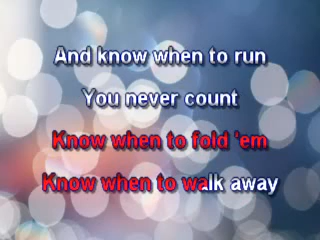 And know when to run
You never count
Know when to fold 'em
Know when to walk away